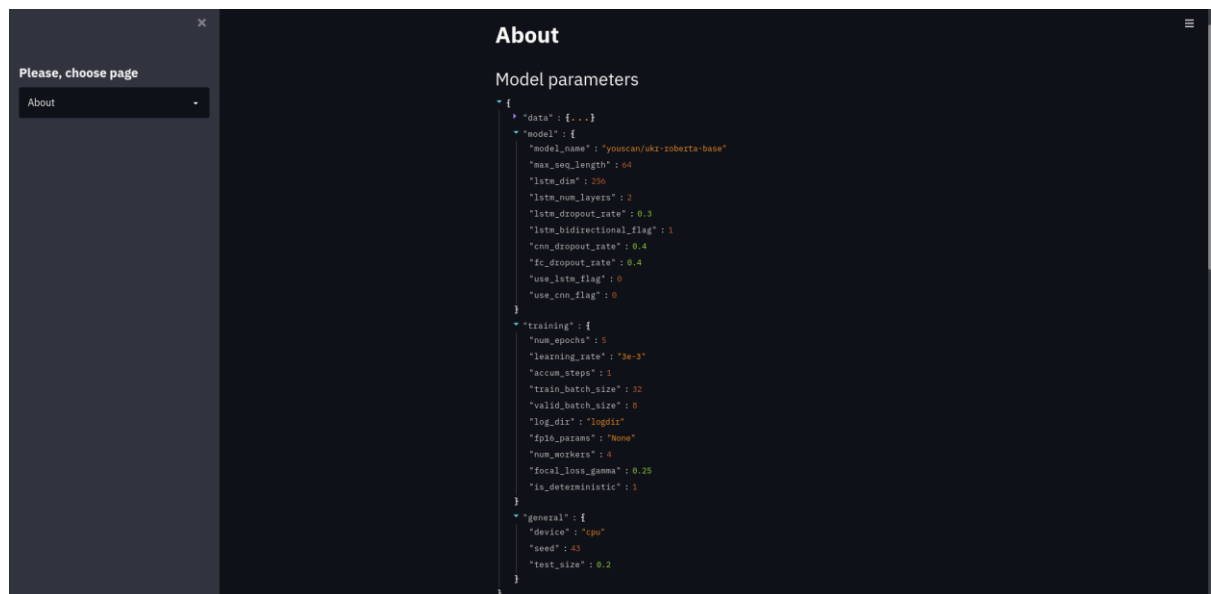 Please, choose page
About
About
Model parameters
{
"data" : {...}
"model" : {
"model_name" : "youscan/ukr-roberta-base"
"max_seq_length" : 64
"lstm_dim" : 256
"lstm_num_layers" : 2
"lstm_dropout_rate" : 0.3
"lstm_bidirectional_flag" : 1
"cnn_dropout_rate" : 0.4
"fc_dropout_rate" : 0.4
"use_lstm_flag" : 0
"use_cnn_flag" : 0
}
"training" : {
"num_epochs" : 5
"learning_rate" : "3e-3"
"accum_steps" : 1
"train_batch_size" : 32
"valid_batch_size" : 8
"log_dir" : "logdir"
"fp16_params" : "None"
"num_workers" : 4
"focal_loss_gamma" : 0.25
"is_deterministic" : 1
}
"general" : {
"device" : "cpu"
"seed" : 43
"test_size" : 0.2
}
}